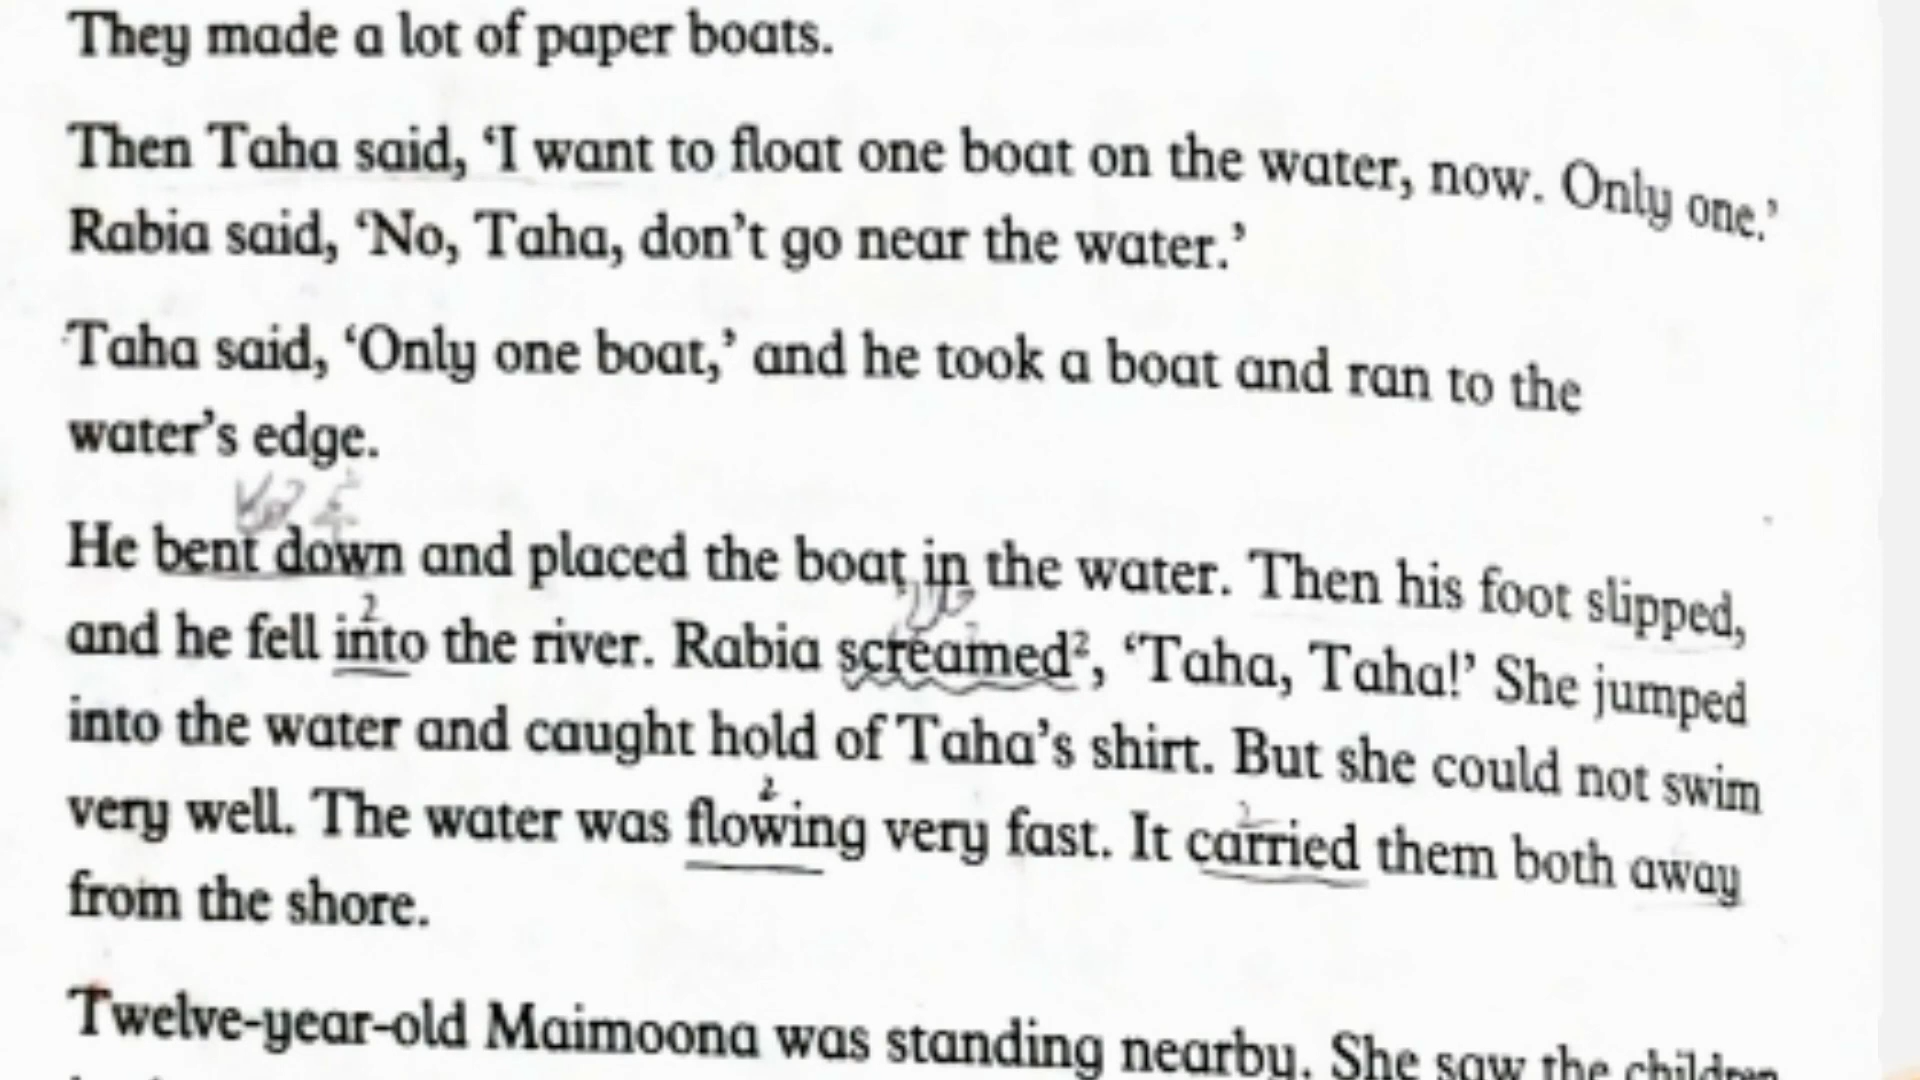 They made a lot of paper boats.
Then Taha said, ‘I want to float one boat on the water, now. Only one.’
Rabia said, ‘No, Taha, don’t go near the water.’
Taha said, ‘Only one boat,’ and he took a boat and ran to the
water’s edge.
He bent down and placed the boat in the water. Then his foot slipped,
and he fell into the river. Rabia screamed², ‘Taha, Taha!’ She jumped
into the water and caught hold of Taha’s shirt. But she could not swim
very well. The water was flowing very fast. It carried them both away
from the shore.
Twelve-year-old Maimoona was standing nearby. She saw the children